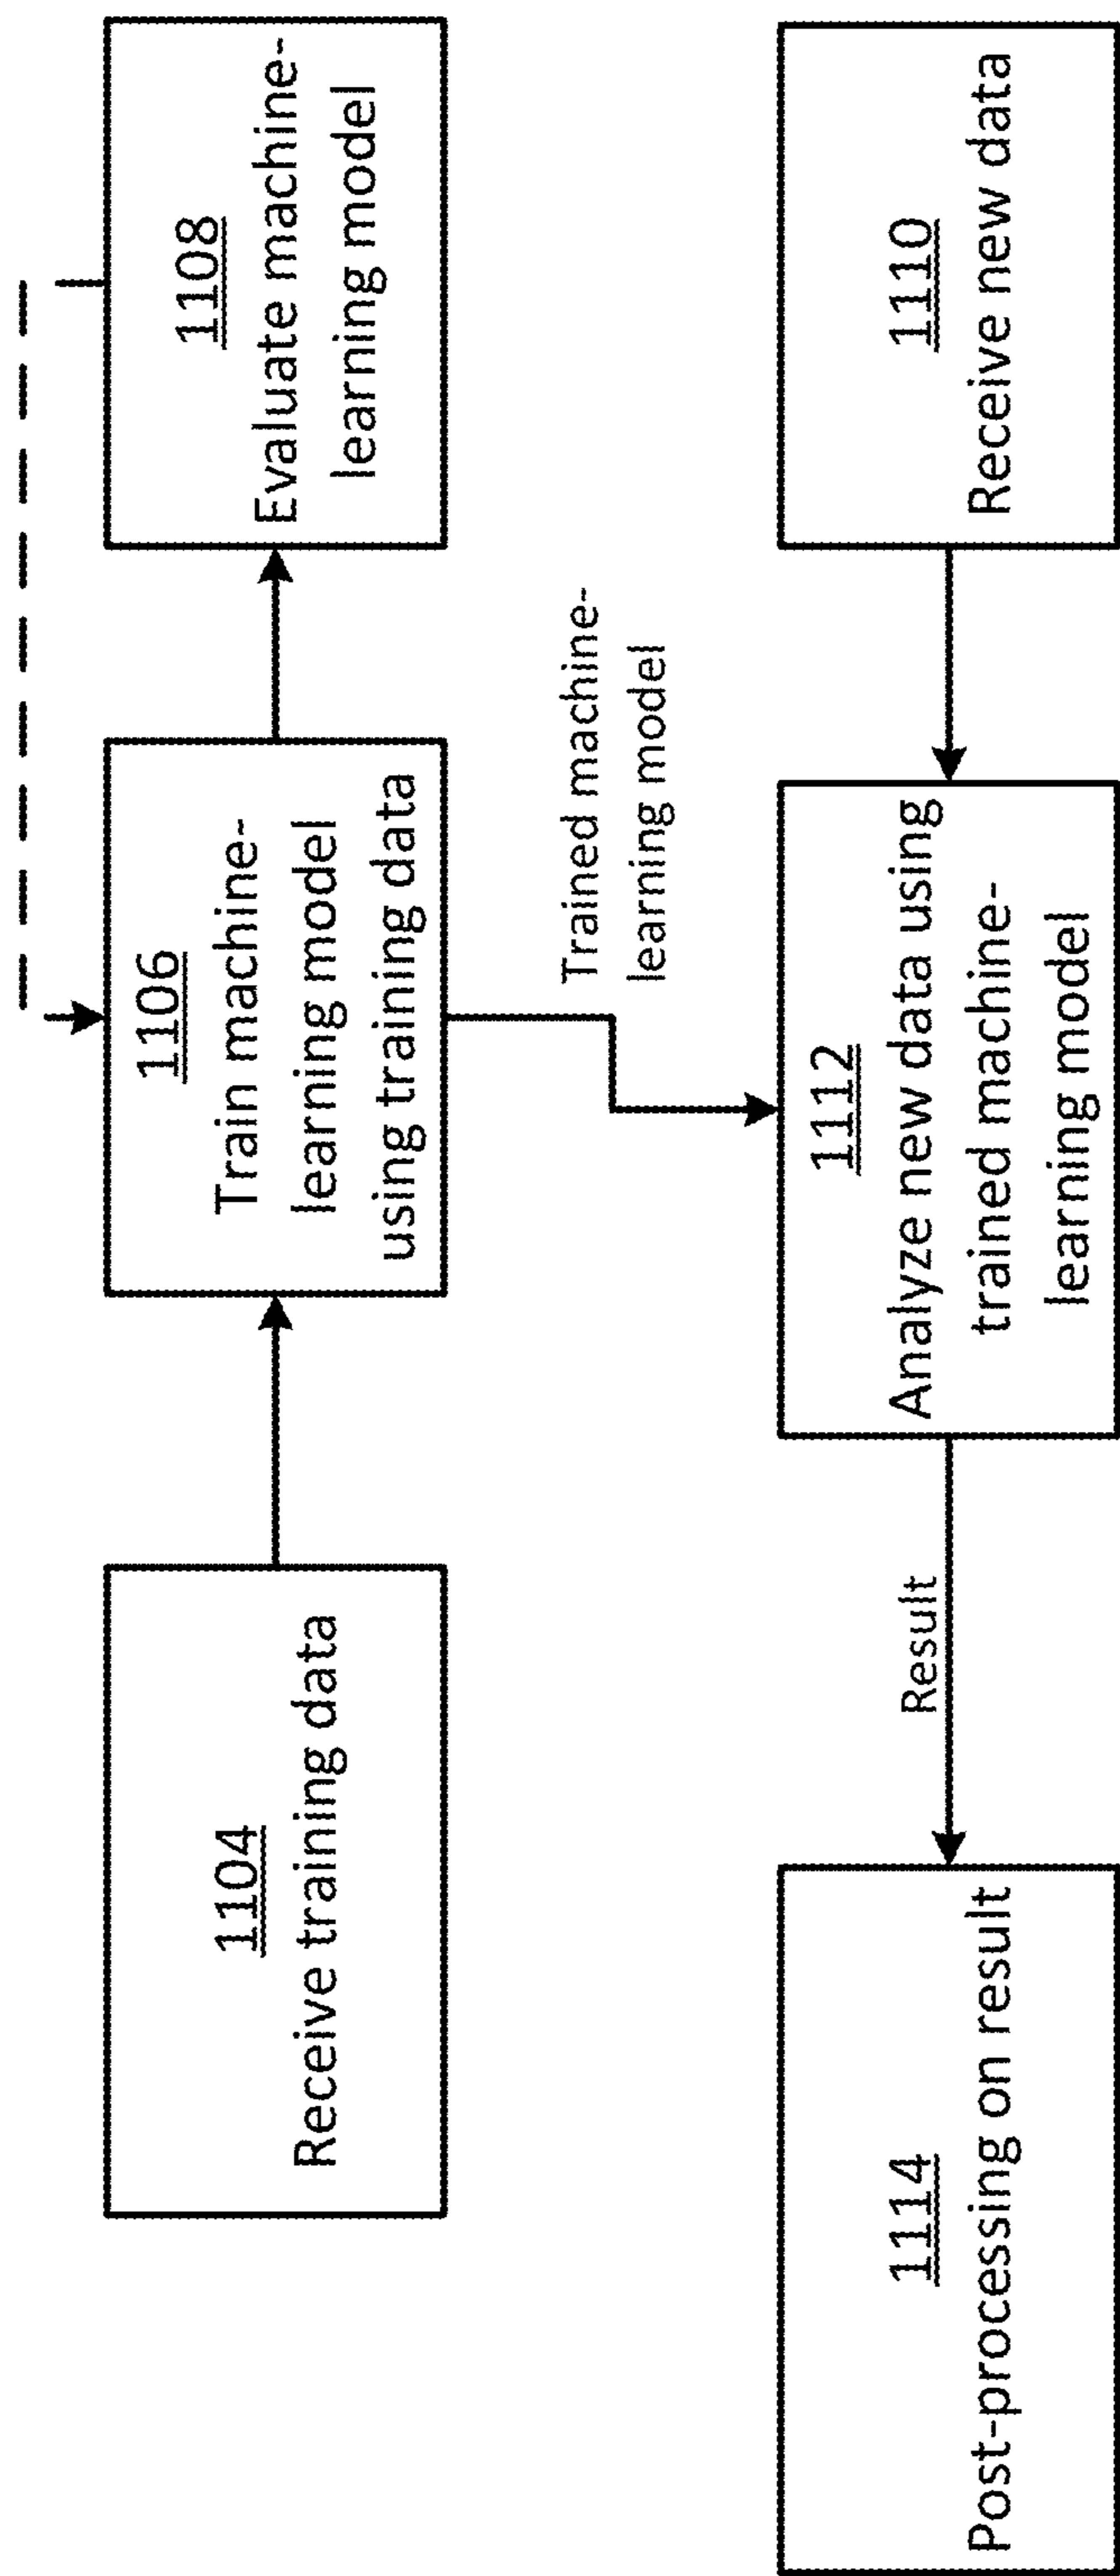 1104
Receive training data
1106
Train machine-
learning model
using training data
1108
Evaluate machine-
learning model
Trained machine-
learning model
1110
Receive new data
1112
Analyze new data using
trained machine-
learning model
Result
1114
Post-processing on result